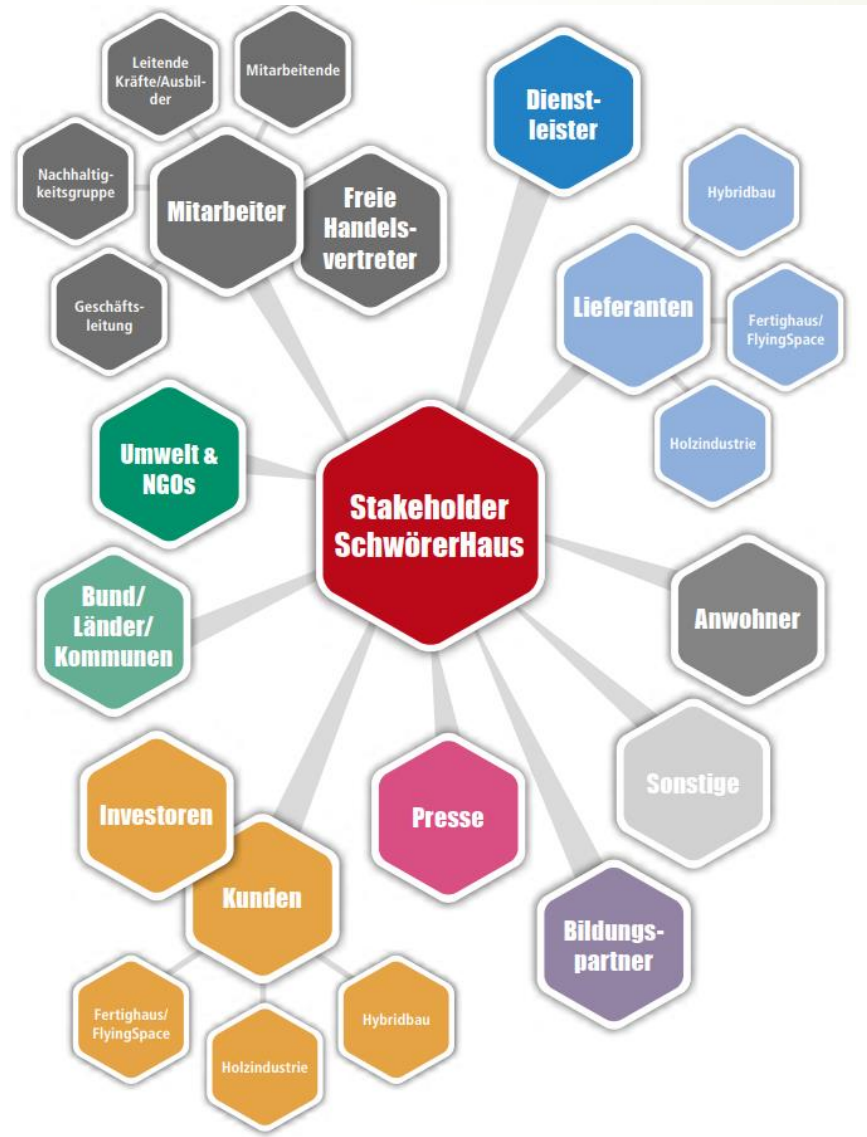 Leitende
Kräfte/Ausbil-
der
Mitarbeitende
Nachhaltig-
keitsgruppe
Mitarbeiter
Freie
Handels-
vertreter
Geschäfts-
leitung
Dienst-
leister
Hybridbau
Lieferanten
Fertighaus/
FlyingSpace
Holzindustrie
Umwelt &
NGOs
Stakeholder
SchwörerHaus
Bund/
Länder/
Kommunen
Anwohner
Sonstige
Investoren
Kunden
Presse
Bildungs-
partner
Fertighaus/
FlyingSpace
Holzindustrie
Hybridbau